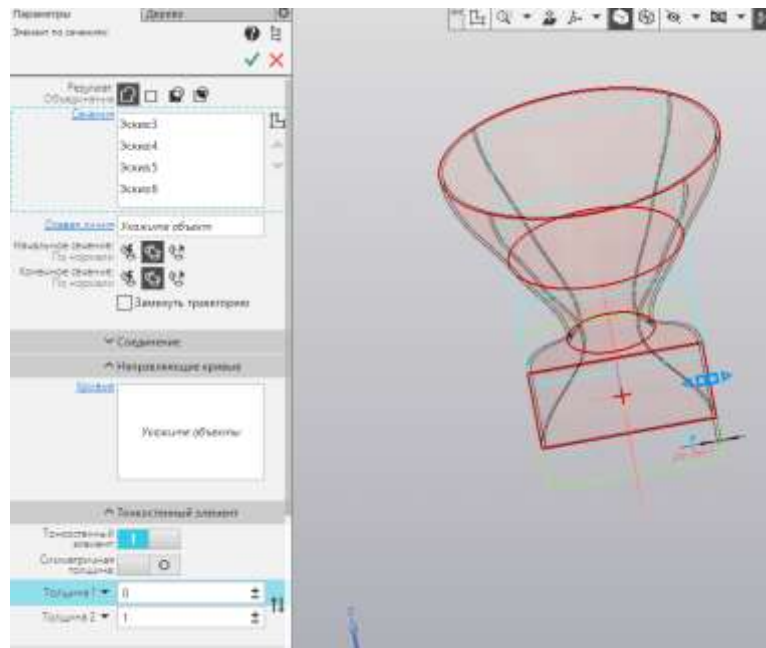 Параметры Дерево
Элемент по сечениям
Результат:
Объединение
Сечения
Эскиз3
Эскиз4
Эскиз5
Эскиз6
Осевая линия Укажите объект
Начальное сечение:
По нормали
Конечное сечение:
По нормали
Замкнуть траекторию
Соединение
Направляющие кривые
Кривые
Укажите объекты
Тонкостенный элемент
Тонкостенный
элемент
Симметричная
толщина
Толщина 1 0
Толщина 2 1